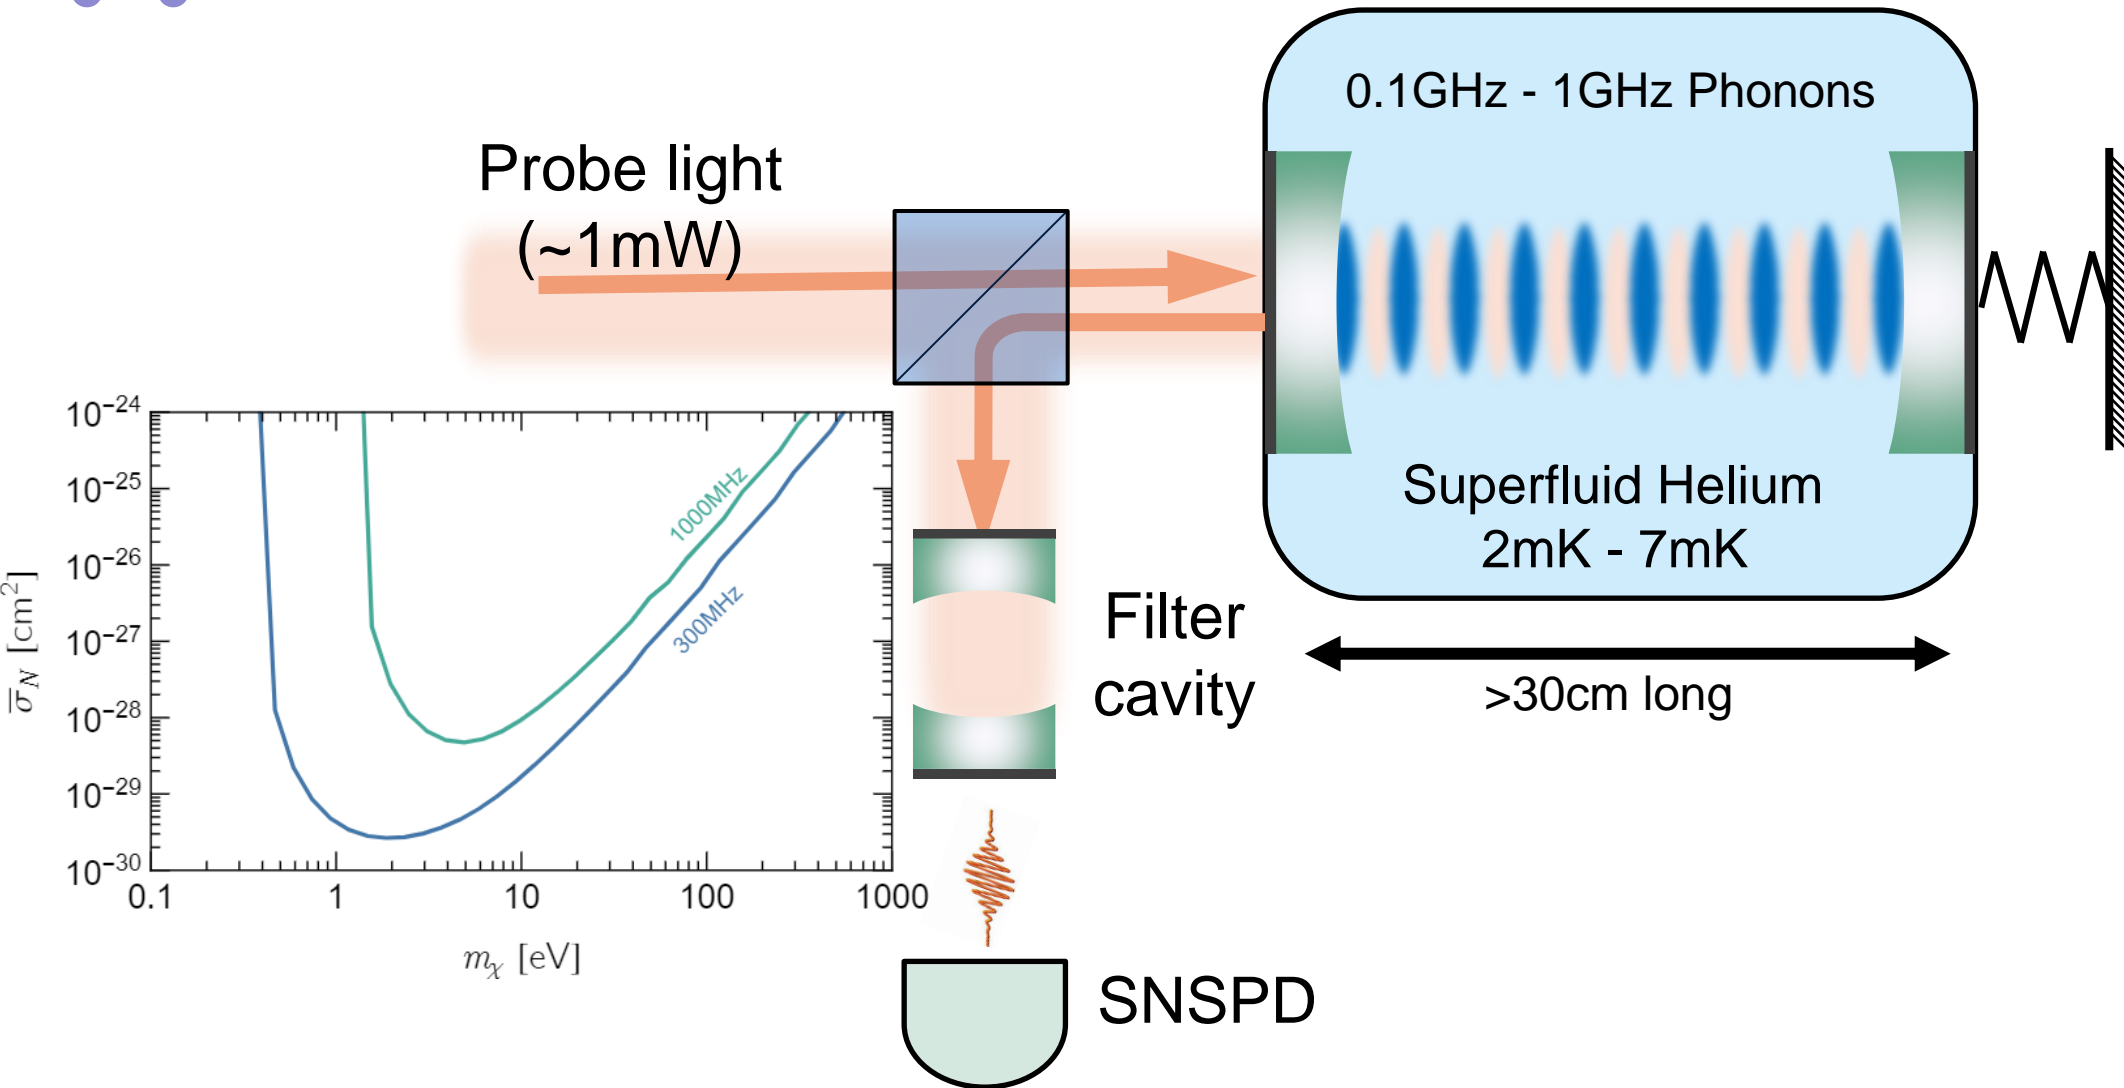 0.1GHz - 1GHz Phonons
Probe light
(~1mW)
Superfluid Helium
2mK - 7mK
>30cm long
Filter
cavity
SNSPD
10⁻²⁴
10⁻²⁵
10⁻²⁶
10⁻²⁷
10⁻²⁸
10⁻²⁹
10⁻³⁰
σ̅_N [cm²]
1000MHz
300MHz
0.1 1 10 100 1000
m_χ [eV]